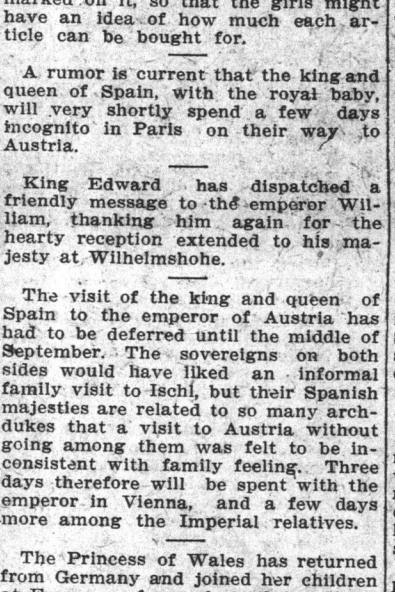 marked on it, so that the girls might
have an idea of how much each ar-
ticle can be bought for.
A rumor is current that the king and
queen of Spain, with the royal baby,
will very shortly spend a few days
incognito in Paris on their way to
Austria.
King Edward has dispatched a
friendly message to the emperor Wil-
liam, thanking him again for the
hearty reception extended to his ma-
jesty at Wilhelmshohe.
The visit of the king and queen of
Spain to the emperor of Austria has
had to be deferred until the middle of
September. The sovereigns on both
sides would have liked an informal
family visit to Ischl, but their Spanish
majesties are related to so many arch-
dukes that a visit to Austria without
going among them was felt to be in-
consistent with family feeling. Three
days therefore will be spent with the
emperor in Vienna, and a few days
more among the Imperial relatives.
The Princess of Wales has returned
from Germany and joined her children